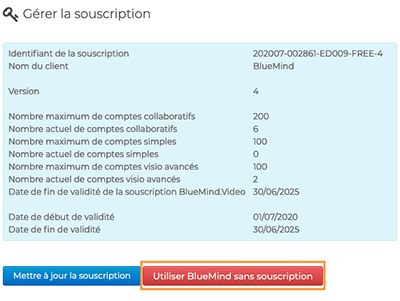 Gérer la souscription
Identifiant de la souscription 202007-002861-ED009-FREE-4
Nom du client BlueMind
Version 4
Nombre maximum de comptes collaboratifs 200
Nombre actuel de comptes collaboratifs 6
Nombre maximum de comptes simples 100
Nombre actuel de comptes simples 0
Nombre maximum de comptes visio avancés 100
Nombre actuel de comptes visio avancés 2
Date de fin de validité de la souscription BlueMind.Video 30/06/2025
Date de début de validité 01/07/2020
Date de fin de validité 30/06/2025
Mettre à jour la souscription Utiliser BlueMind sans souscription